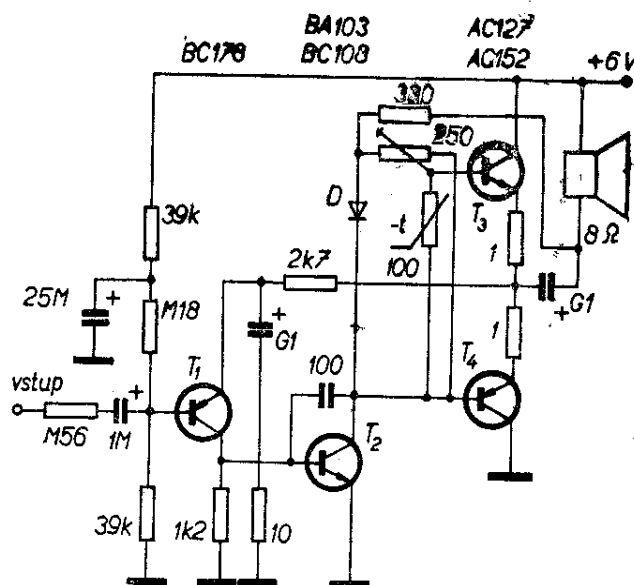 BA103 AC127
BC178 BC108 AC152
+6V
330
250
39k
D
T3
-t
100
1
8Ω
2k7
25M
+
M18
+
G1
G1
+
1
T1
100
T4
vstup
+
M56
1M
T2
39k
1k2
10